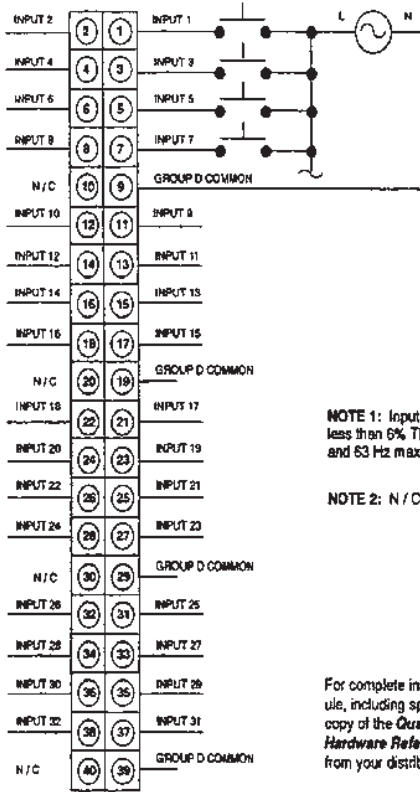 L N
INPUT 2 2 1 INPUT 1
INPUT 4 4 3 INPUT 3
INPUT 6 6 5 INPUT 5
INPUT 8 8 7 INPUT 7
N/C 10 9 GROUP D COMMON
INPUT 10 12 11 INPUT 9
INPUT 12 14 13 INPUT 11
INPUT 14 16 15 INPUT 13
INPUT 16 18 17 INPUT 15
N/C 20 19 GROUP D COMMON
INPUT 18 22 21 INPUT 17
INPUT 20 24 23 INPUT 19
INPUT 22 26 25 INPUT 21
INPUT 24 28 27 INPUT 23
N/C 30 29 GROUP D COMMON
INPUT 26 32 31 INPUT 25
INPUT 28 34 33 INPUT 27
INPUT 30 36 35 INPUT 29
INPUT 32 38 37 INPUT 31
N/C 40 39 GROUP D COMMON
NOTE 1: Input
less than 6% T
and 63 Hz max
NOTE 2: N / C
For complete in
ule, including sp
copy of the Qua
Hardware Refe
from your distrib